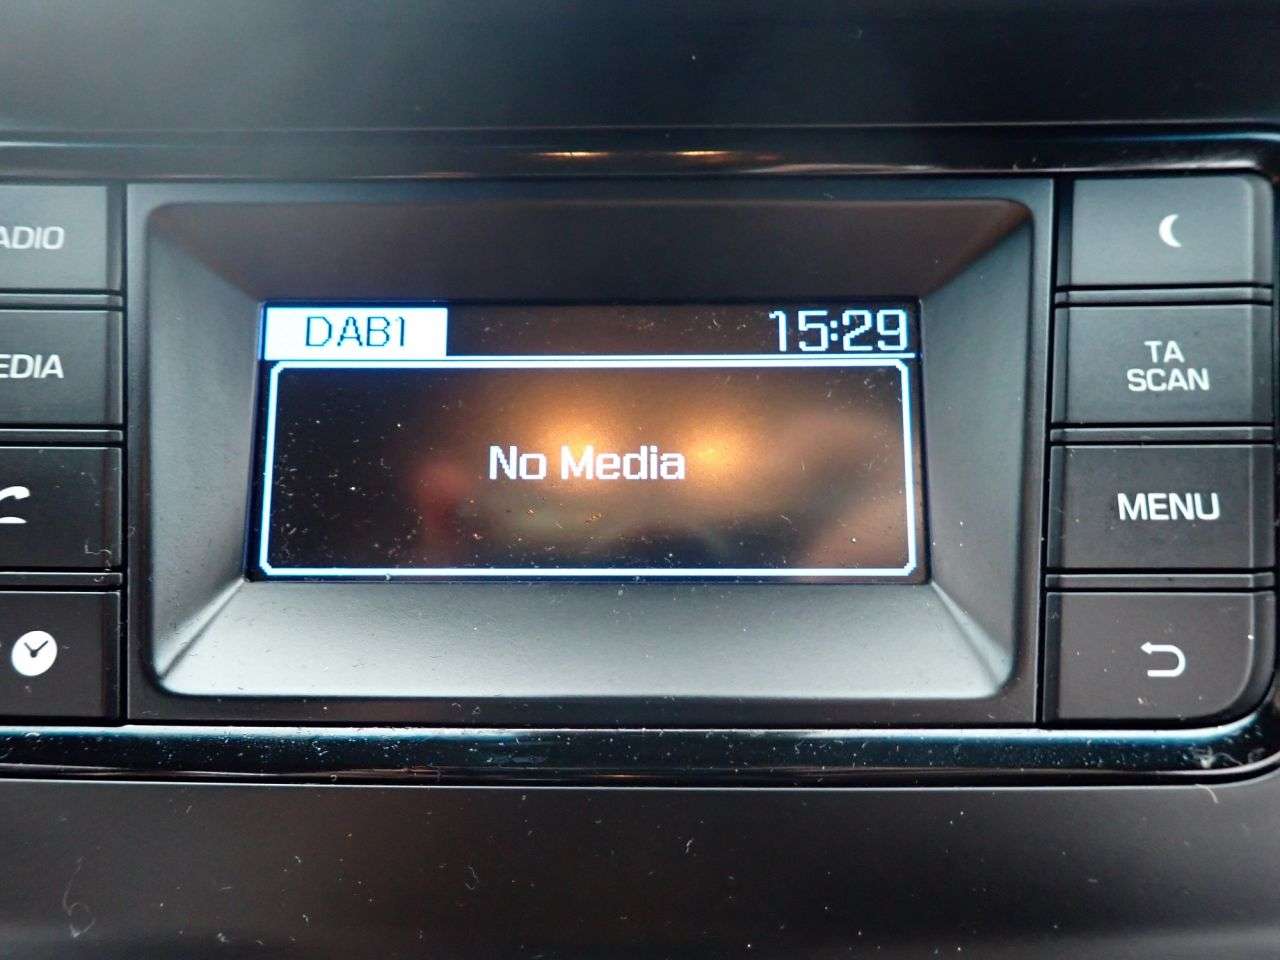 ADIO
EDIA
DAB1
15:29
No Media
TA
SCAN
MENU